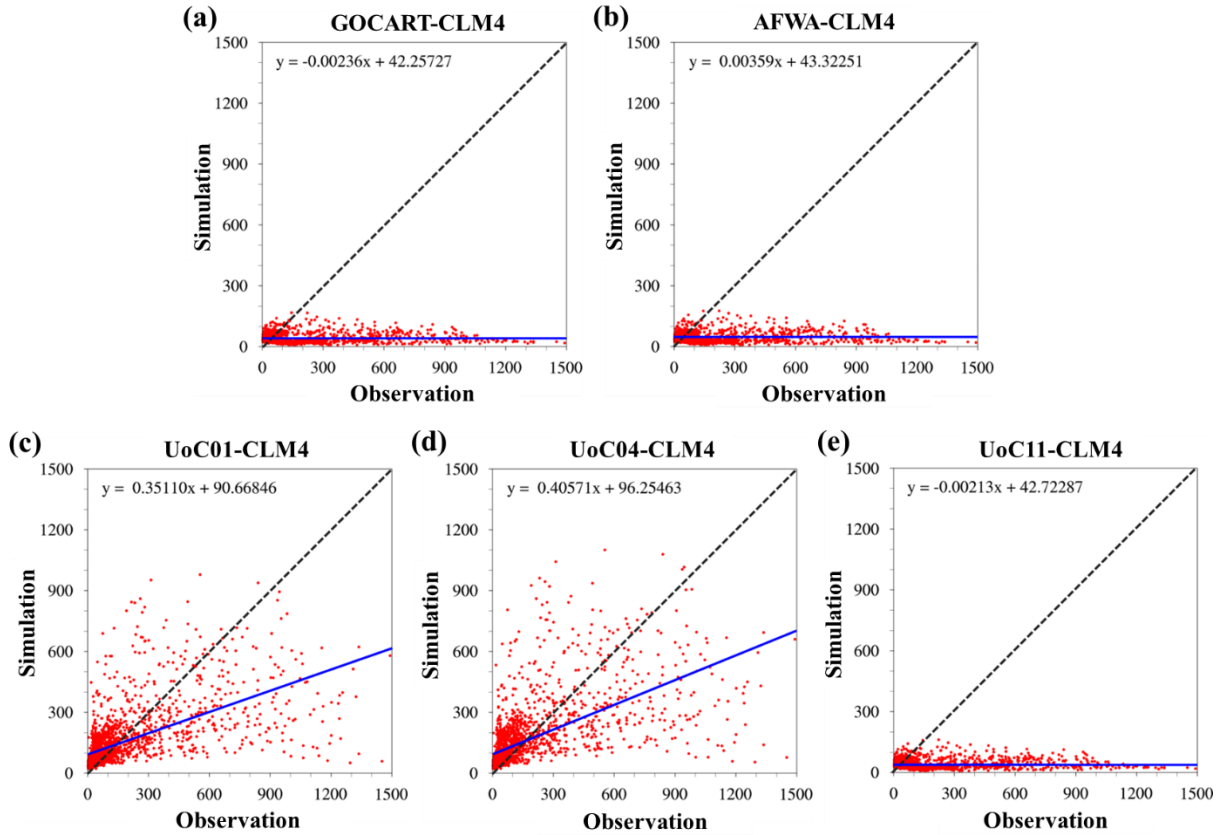 (a)
GOCART-CLM4
y = -0.00236x + 42.25727
1500
1200
900
600
300
0
Simulation
0 300 600 900 1200 1500
Observation
(b)
AFWA-CLM4
y = 0.00359x + 43.32251
1500
1200
900
600
300
0
Simulation
0 300 600 900 1200 1500
Observation
(c)
UoC01-CLM4
y = 0.35110x + 90.66846
1500
1200
900
600
300
0
Simulation
0 300 600 900 1200 1500
Observation
(d)
UoC04-CLM4
y = 0.40571x + 96.25463
1500
1200
900
600
300
0
Simulation
0 300 600 900 1200 1500
Observation
(e)
UoC11-CLM4
y = -0.00213x + 42.72287
1500
1200
900
600
300
0
Simulation
0 300 600 900 1200 1500
Observation